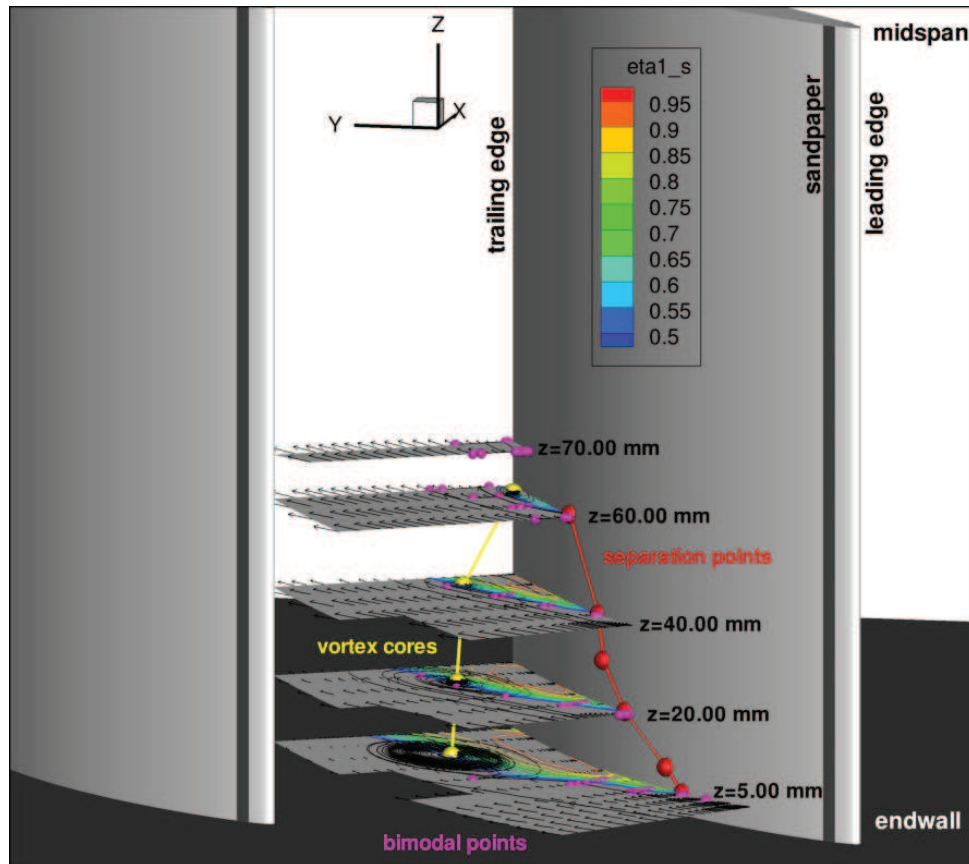 midspan
Z
X
Y
eta1_s
0.95
0.9
0.85
0.8
0.75
0.7
0.65
0.6
0.55
0.5
trailing edge
sandpaper
leading edge
z=70.00 mm
z=60.00 mm
separation points
z=40.00 mm
vortex cores
z=20.00 mm
z=5.00 mm
endwall
bimodal points